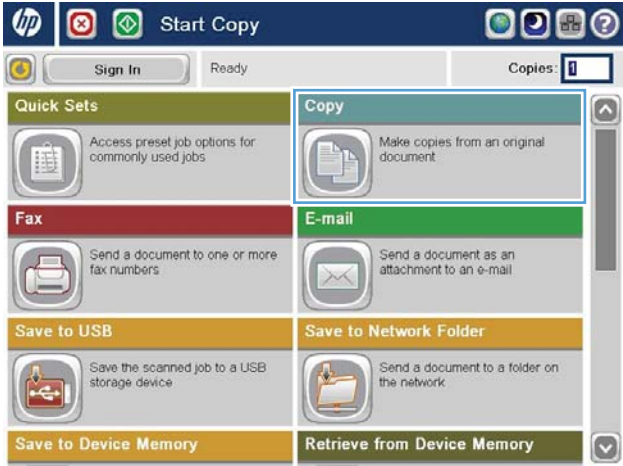 hp
Start Copy
?
Sign In
Ready
Copies: 1
Quick Sets
Access preset job options for
commonly used jobs
Copy
Make copies from an original
document
Fax
Send a document to one or more
fax numbers
E-mail
Send a document as an
attachment to an e-mail
Save to USB
Save the scanned job to a USB
storage device
Save to Network Folder
Send a document to a folder on
the network
Save to Device Memory
Retrieve from Device Memory